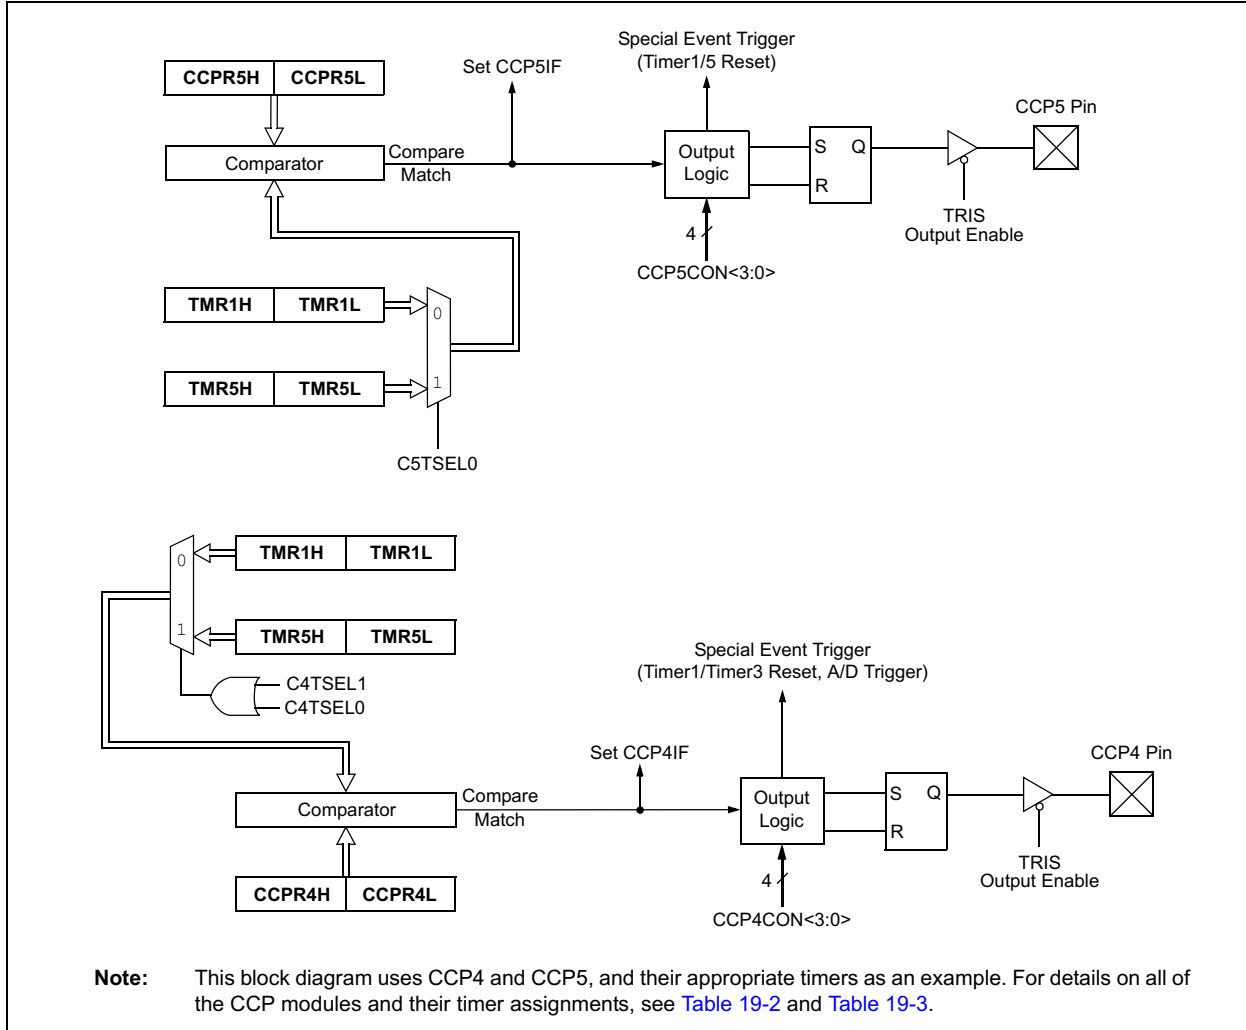 Special Event Trigger
(Timer1/5 Reset)
Set CCP5IF
CCPR5H CCPR5L
CCP5 Pin
Comparator
Compare
Match
Output
Logic
S Q
R
TRIS
Output Enable
4
CCP5CON<3:0>
TMR1H TMR1L
0
TMR5H TMR5L
1
C5TSEL0
0
TMR1H TMR1L
1
TMR5H TMR5L
C4TSEL1
C4TSEL0
Special Event Trigger
(Timer1/Timer3 Reset, A/D Trigger)
Set CCP4IF
CCP4 Pin
Comparator
Compare
Match
Output
Logic
S Q
R
TRIS
Output Enable
4
CCPR4H CCPR4L
CCP4CON<3:0>
Note: This block diagram uses CCP4 and CCP5, and their appropriate timers as an example. For details on all of
the CCP modules and their timer assignments, see Table 19-2 and Table 19-3.